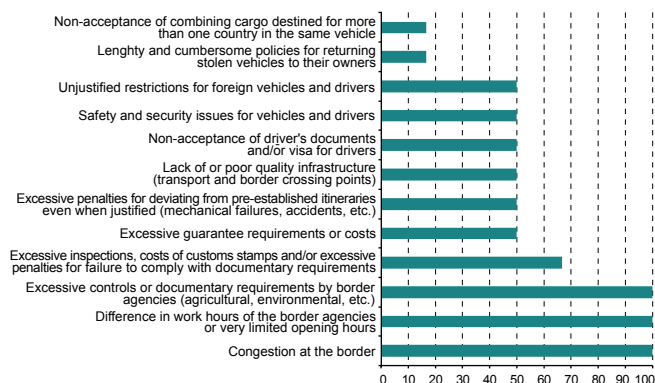 Non-acceptance of combining cargo destined for more
than one country in the same vehicle
Lenghty and cumbersome policies for returning
stolen vehicles to their owners
Unjustified restrictions for foreign vehicles and drivers
Safety and security issues for vehicles and drivers
Non-acceptance of driver's documents
and/or visa for drivers
Lack of or poor quality infrastructure
(transport and border crossing points)
Excessive penalties for deviating from pre-established itineraries
even when justified (mechanical failures, accidents, etc.)
Excessive guarantee requirements or costs
Excessive inspections, costs of customs stamps and/or excessive
penalties for failure to comply with documentary requirements
Excessive controls or documentary requirements by border
agencies (agricultural, environmental, etc.)
Difference in work hours of the border agencies
or very limited opening hours
Congestion at the border
0 10 20 30 40 50 60 70 80 90 100